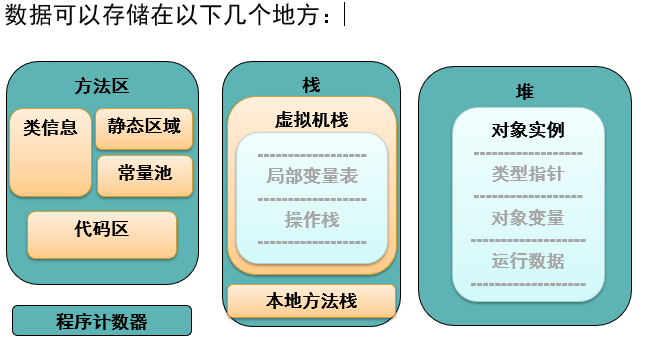 数据可以存储在以下几个地方：
方法区
类信息
静态区域
常量池
代码区
程序计数器
栈
虚拟机栈
局部变量表
操作栈
本地方法栈
堆
对象实例
类型指针
对象变量
运行数据